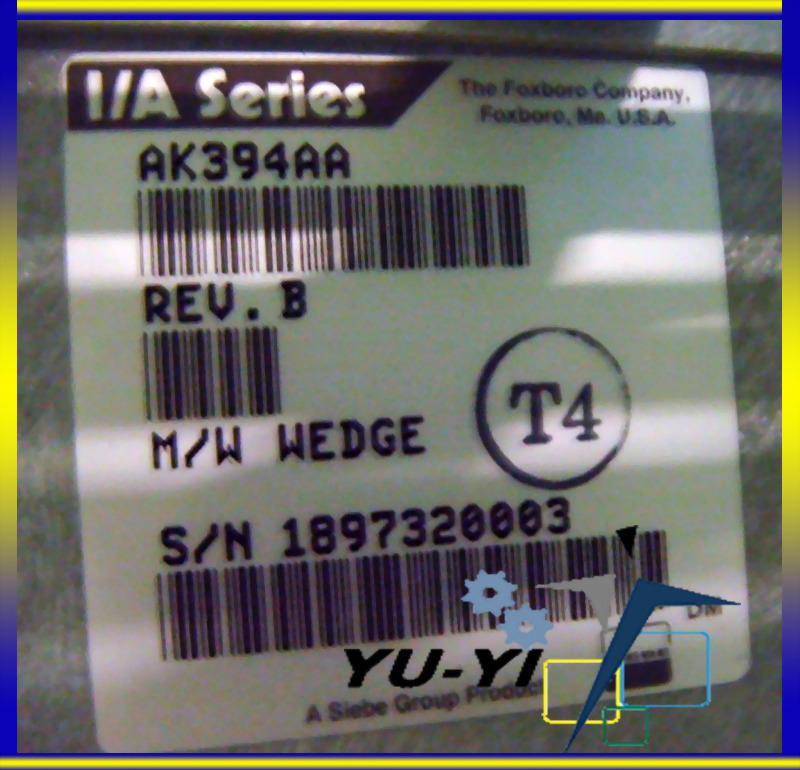 I/A Series
The Foxboro Company,
Foxboro, Ma. U.S.A.
AK394AA
REV. B
M/W WEDGE
T4
S/N 1897320003
YU-YI
A Siebe Group Product